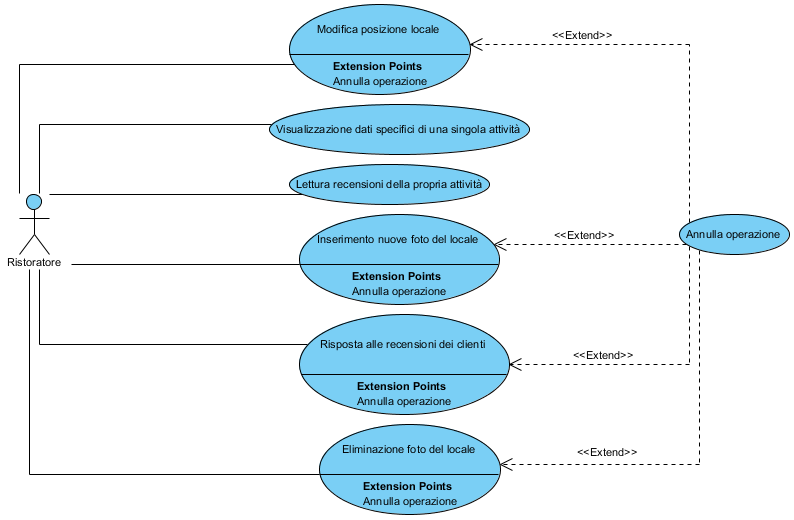 Modifica posizione locale
<<Extend>>
Extension Points
Annulla operazione
Visualizzazione dati specifici di una singola attività
Lettura recensioni della propria attività
Ristoratore
Inserimento nuove foto del locale
<<Extend>>
Annulla operazione
Extension Points
Annulla operazione
Risposta alle recensioni dei clienti
<<Extend>>
Extension Points
Annulla operazione
Eliminazione foto del locale
<<Extend>>
Extension Points
Annulla operazione